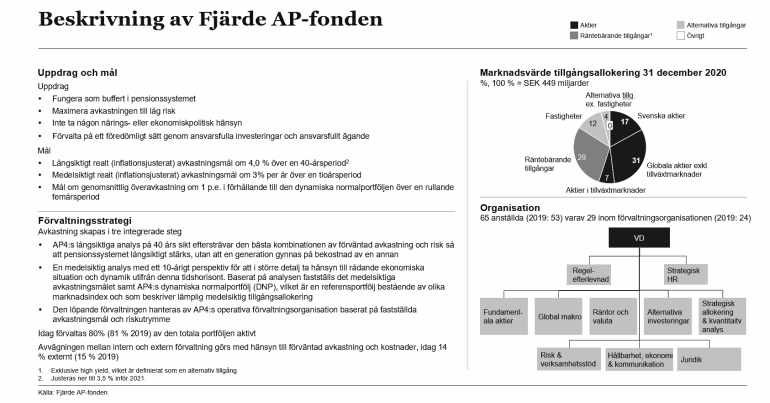 Beskrivning av Fjärde AP-fonden
Aktier
Alternativa tillgångar
Räntebärande tillgångar¹
Övrigt
Uppdrag och mål
Uppdrag
• Fungera som buffert i pensionssystemet
• Maximera avkastningen till låg risk
• Inte ta någon närings- eller ekonomipolitisk hänsyn
• Förvalta på ett föredömligt sätt genom ansvarsfulla investeringar och ansvarsfullt ägande
Mål
• Långsiktigt realt (inflationsjusterat) avkastningsmål om 4,0 % över en 40-årsperiod²
• Medelsiktigt realt (inflationsjusterat) avkastningsmål om 3% per år över en tioårsperiod
• Mål om genomsnittlig överavkastning om 1 p.e. i förhållande till den dynamiska normalportföljen över en rullande
femårsperiod
Förvaltningsstrategi
Avkastning skapas i tre integrerade steg
• AP4:s långsiktiga analys på 40 års sikt eftersträvar den bästa kombinationen av förväntad avkastning och risk så
att pensionssystemet långsiktigt stärks, utan att en generation gynnas på bekostnad av en annan
• En medelsiktig analys med ett 10-årigt perspektiv för att i större detalj ta hänsyn till rådande ekonomiska
situation och dynamik utifrån denna tidshorisont. Baserat på analysen fastställs det medelsiktiga
avkastningsmålet samt AP4:s dynamiska normalportfölj (DNP), vilket är en referensportfölj bestående av olika
marknadsindex och som beskriver lämplig medelsiktig tillgångsallokering
• Den löpande förvaltningen hanteras av AP4:s operativa förvaltningsorganisation baserat på fastställda
avkastningsmål och riskutrymme
Idag förvaltas 80% (81 % 2019) av den totala portföljen aktivt
Avvägningen mellan intern och extern förvaltning görs med hänsyn till förväntad avkastning och kostnader, idag 14
% externt (15 % 2019)
1. Exklusive high yield, vilket är definierat som en alternativ tillgång
2. Justeras ner till 3,5 % inför 2021.
Källa: Fjärde AP-fonden
Marknadsvärde tillgångsallokering 31 december 2020
%, 100 % = SEK 449 miljarder
Alternativa tillg.
ex. fastigheter
Fastigheter
Svenska aktier
Räntebärande
tillgångar
Globala aktier exkl.
tillväxtmarknader
Aktier i tillväxtmarknader
4
0
17
12
29
31
7
Organisation
65 anställda (2019: 53) varav 29 inom förvaltningsorganisationen (2019: 24)
VD
Regel-
efterlevnad
Strategisk
HR
Fundament-
ala aktier
Global makro
Räntor och
valuta
Alternativa
investeringar
Strategisk
allokering
& kvantitaitv
analys
Risk &
verksamhetsstöd
Hållbarhet, ekonomi
& kommunikation
Juridik